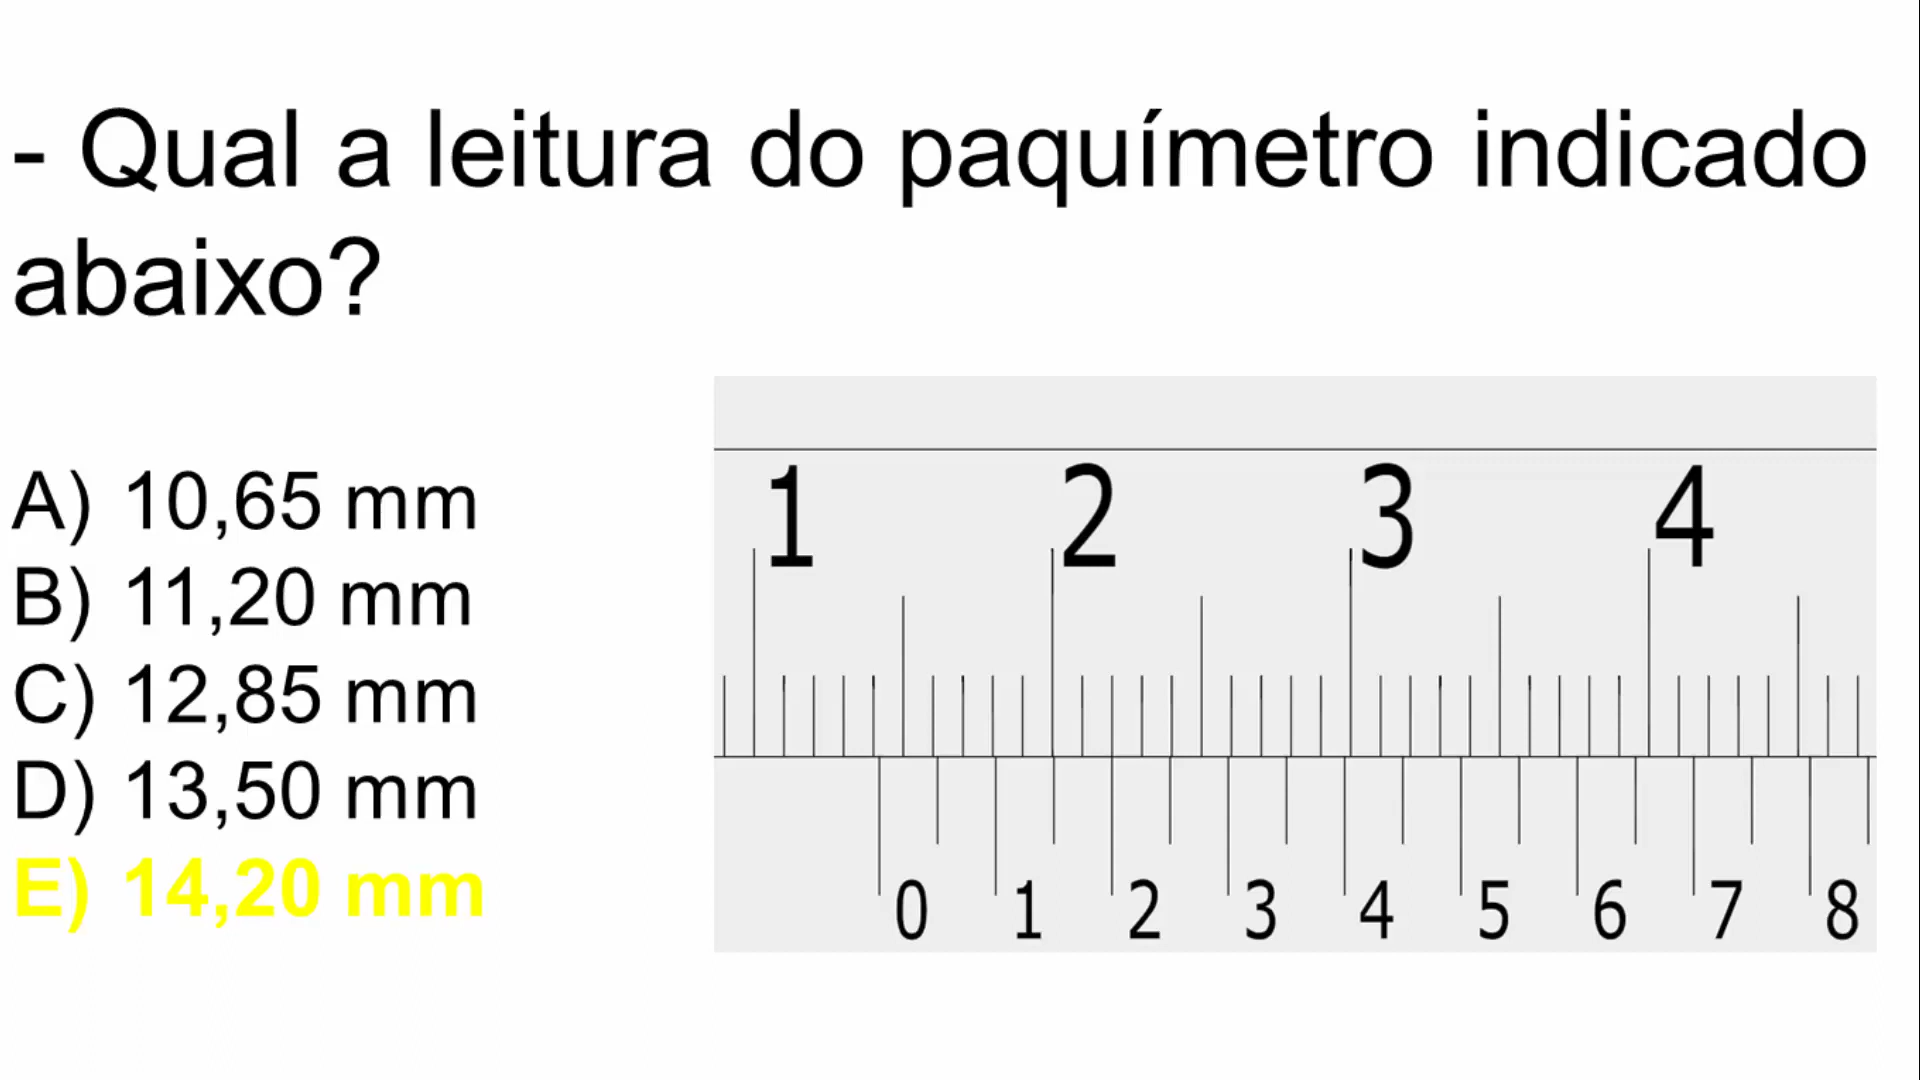 - Qual a leitura do paquímetro indicado
abaixo?
A) 10,65 mm
B) 11,20 mm
C) 12,85 mm
D) 13,50 mm
E) 14,20 mm
1 2 3 4
0 1 2 3 4 5 6 7 8